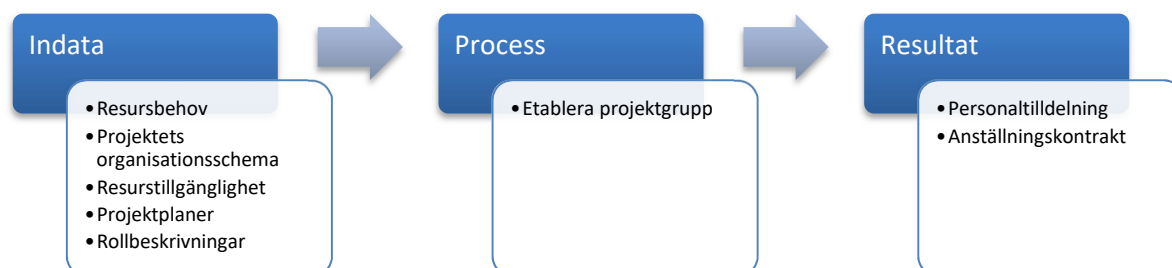 Indata
• Resursbehov
• Projektets
organisationsschema
• Resurstillgänglighet
• Projektplaner
• Rollbeskrivningar
Process
• Etablera projektgrupp
Resultat
• Personaltilldelning
• Anställningskontrakt